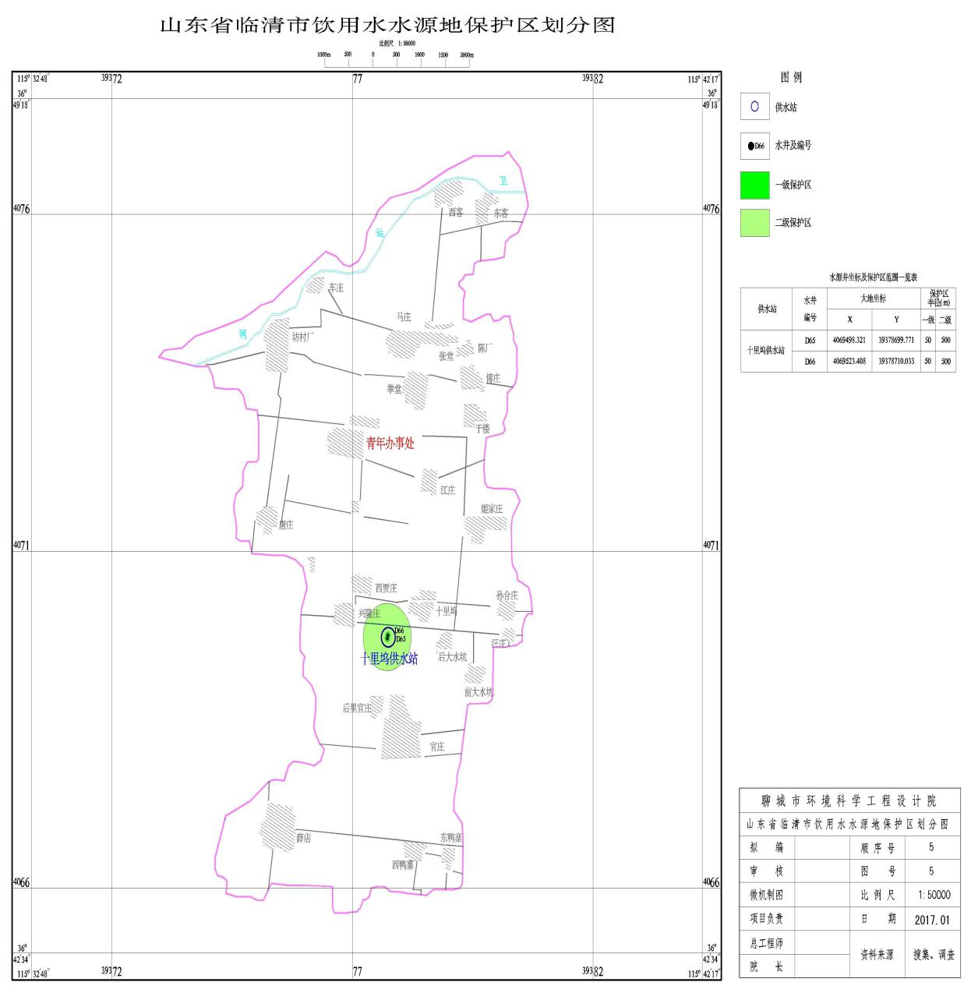 山东省临清市饮用水水源地保护区划分图
比例尺 1:50000
1000m 500 0 500 1000 1500 2000m
115° 32′48″ 39372 77 39382 115° 42′17″
36° 49′18″
36° 49′18″
图 例
供水站
D66 水井及编号
一级保护区
二级保护区
卫
西客
东客
4076
4076
运
车庄
马庄
河
坊村厂
陈厂
张堂
傅庄
拳堂
于楼
青年办事处
江庄
姬家庄
唐庄
4071
4071
西贾庄
孙合庄
兴隆庄
十里坞
D66
D65
汪庄
十里坞供水站
后大水坑
前大水坑
后里官庄
官庄
薛店
东鸭寨
西鸭寨
4066
4066
36° 42′34″
36° 42′34″
115° 32′48″ 39372 77 39382 115° 42′17″
水源井坐标及保护区范围一览表
供水站 水井编号 大地坐标 保护区半径(m)
X Y 一级 二级
十里坞供水站 D65 4069498.321 39378699.771 50 500
D66 4069523.408 39378710.033 50 500
聊城市环境科学工程设计院
山东省临清市饮用水水源地保护区划分图
拟 编 顺序号 5
审 核 图 号 5
微机制图 比例尺 1:50000
项目负责 日 期 2017.01
总工程师 资料来源 搜集、调查
院 长